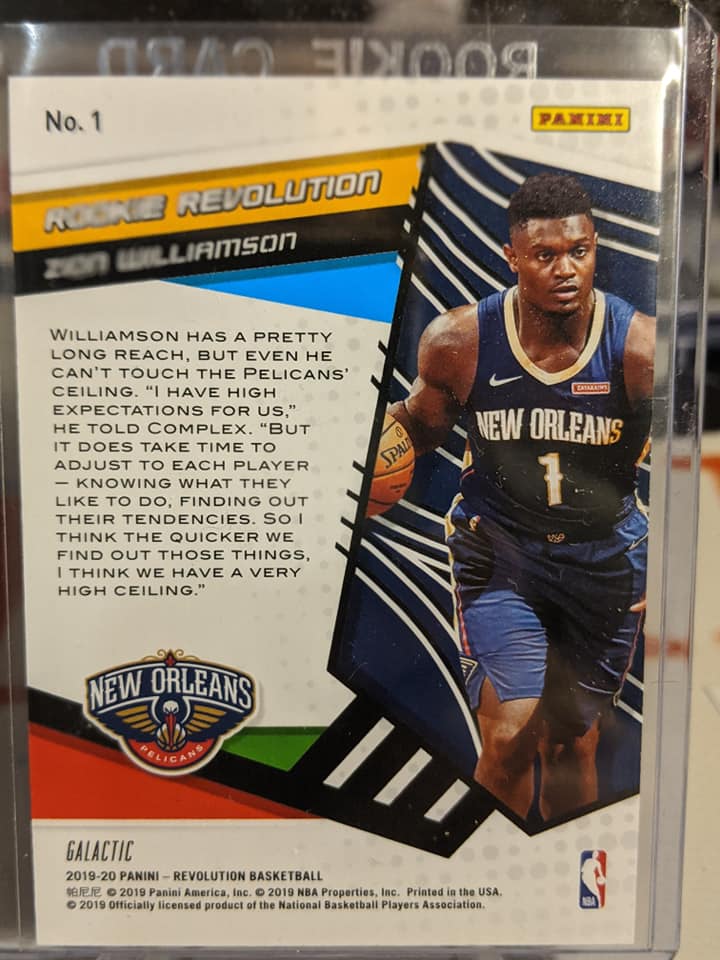 ROOKIE CARD
No. 1
PANINI
ROOKIE REVOLUTION
ZION WILLIAMSON
WILLIAMSON HAS A PRETTY
LONG REACH, BUT EVEN HE
CAN'T TOUCH THE PELICANS'
CEILING. “I HAVE HIGH
EXPECTATIONS FOR US,”
HE TOLD COMPLEX. “BUT
IT DOES TAKE TIME TO
ADJUST TO EACH PLAYER
— KNOWING WHAT THEY
LIKE TO DO, FINDING OUT
THEIR TENDENCIES. SO I
THINK THE QUICKER WE
FIND OUT THOSE THINGS,
I THINK WE HAVE A VERY
HIGH CEILING.”
ZATARAIN'S
NEW ORLEANS
1
SPALDING
NEW ORLEANS
PELICANS
GALACTIC
2019-20 PANINI – REVOLUTION BASKETBALL
帕尼尼 © 2019 Panini America, Inc. © 2019 NBA Properties, Inc. Printed in the USA.
© 2019 Officially licensed product of the National Basketball Players Association.
NBA